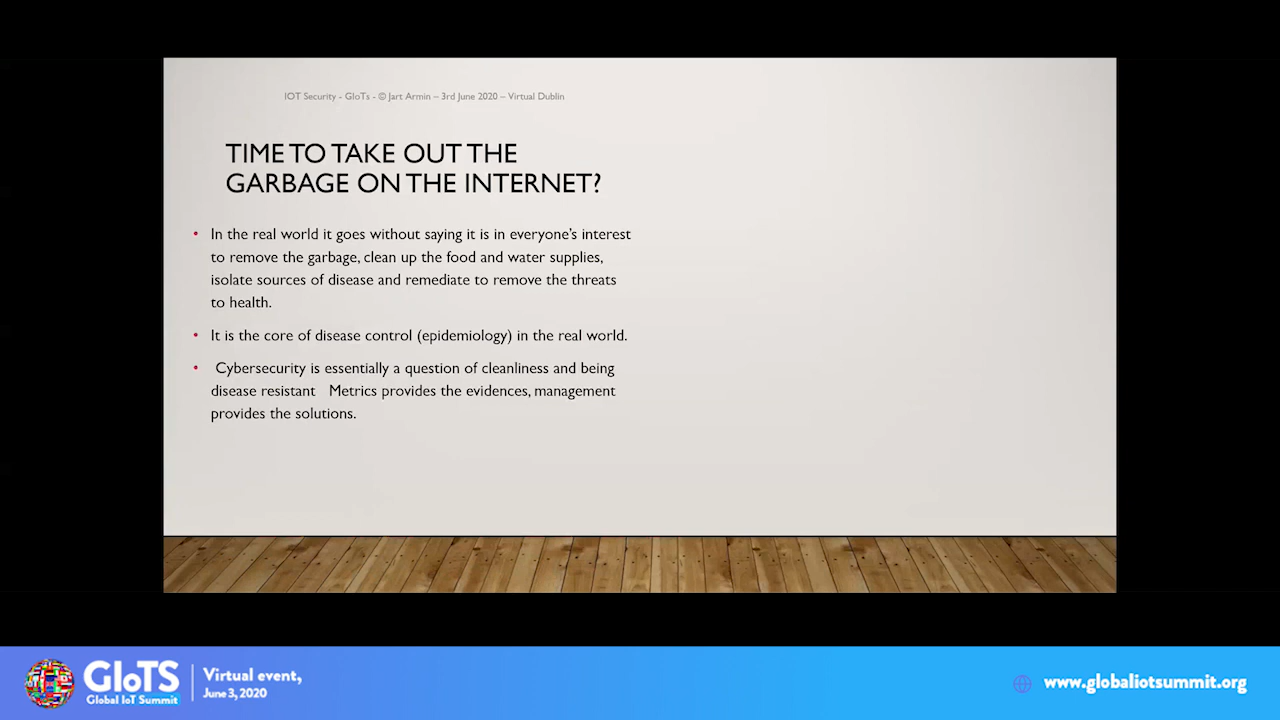 IOT Security - GIoTs - © Jart Armin – 3rd June 2020 – Virtual Dublin
TIME TO TAKE OUT THE
GARBAGE ON THE INTERNET?
• In the real world it goes without saying it is in everyone's interest
to remove the garbage, clean up the food and water supplies,
isolate sources of disease and remediate to remove the threats
to health.
• It is the core of disease control (epidemiology) in the real world.
• Cybersecurity is essentially a question of cleanliness and being
disease resistant Metrics provides the evidences, management
provides the solutions.
GIoTS
Global IoT Summit
Virtual event,
June 3, 2020
www.globaliotsummit.org